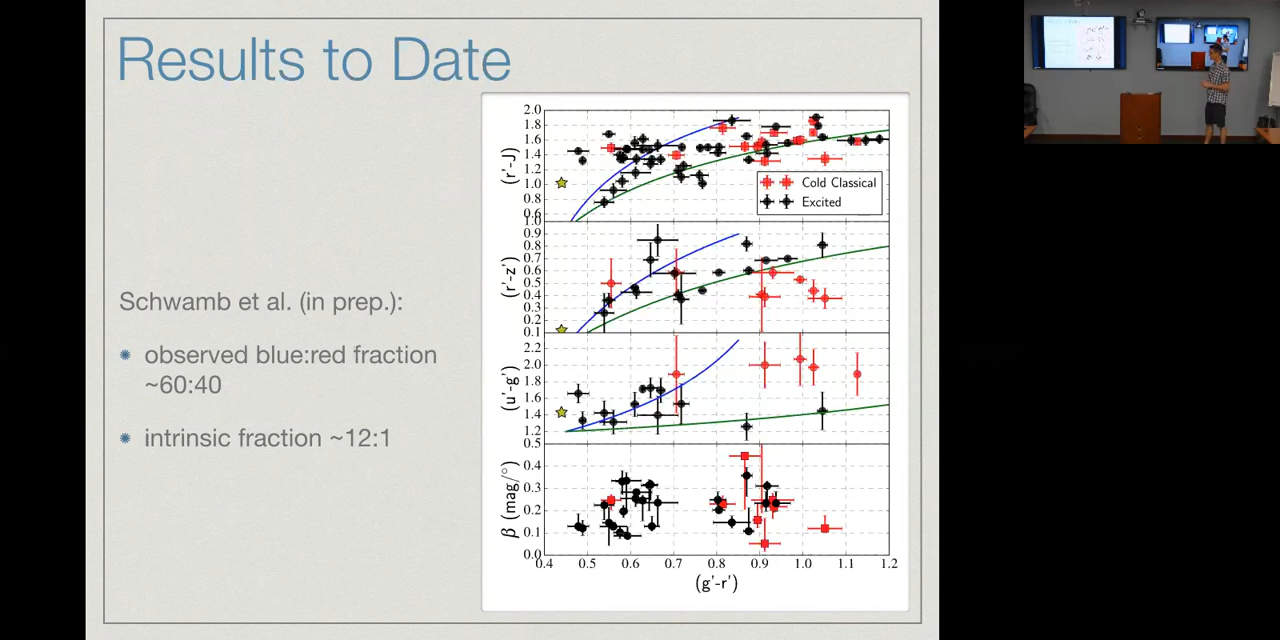 Results to Date
Schwamb et al. (in prep.):
observed blue:red fraction
~60:40
intrinsic fraction ~12:1
2.0
1.8
1.6
1.4
1.2
1.0
0.8
0.6
(r'-J)
Cold Classical
Excited
1.0
0.9
0.8
0.7
0.6
0.5
0.4
0.3
0.2
0.1
(r'-z')
2.2
2.0
1.8
1.6
1.4
1.2
(u'-g')
0.5
0.4
0.3
0.2
0.1
0.0
β (mag/°)
0.4 0.5 0.6 0.7 0.8 0.9 1.0 1.1 1.2
(g'-r')